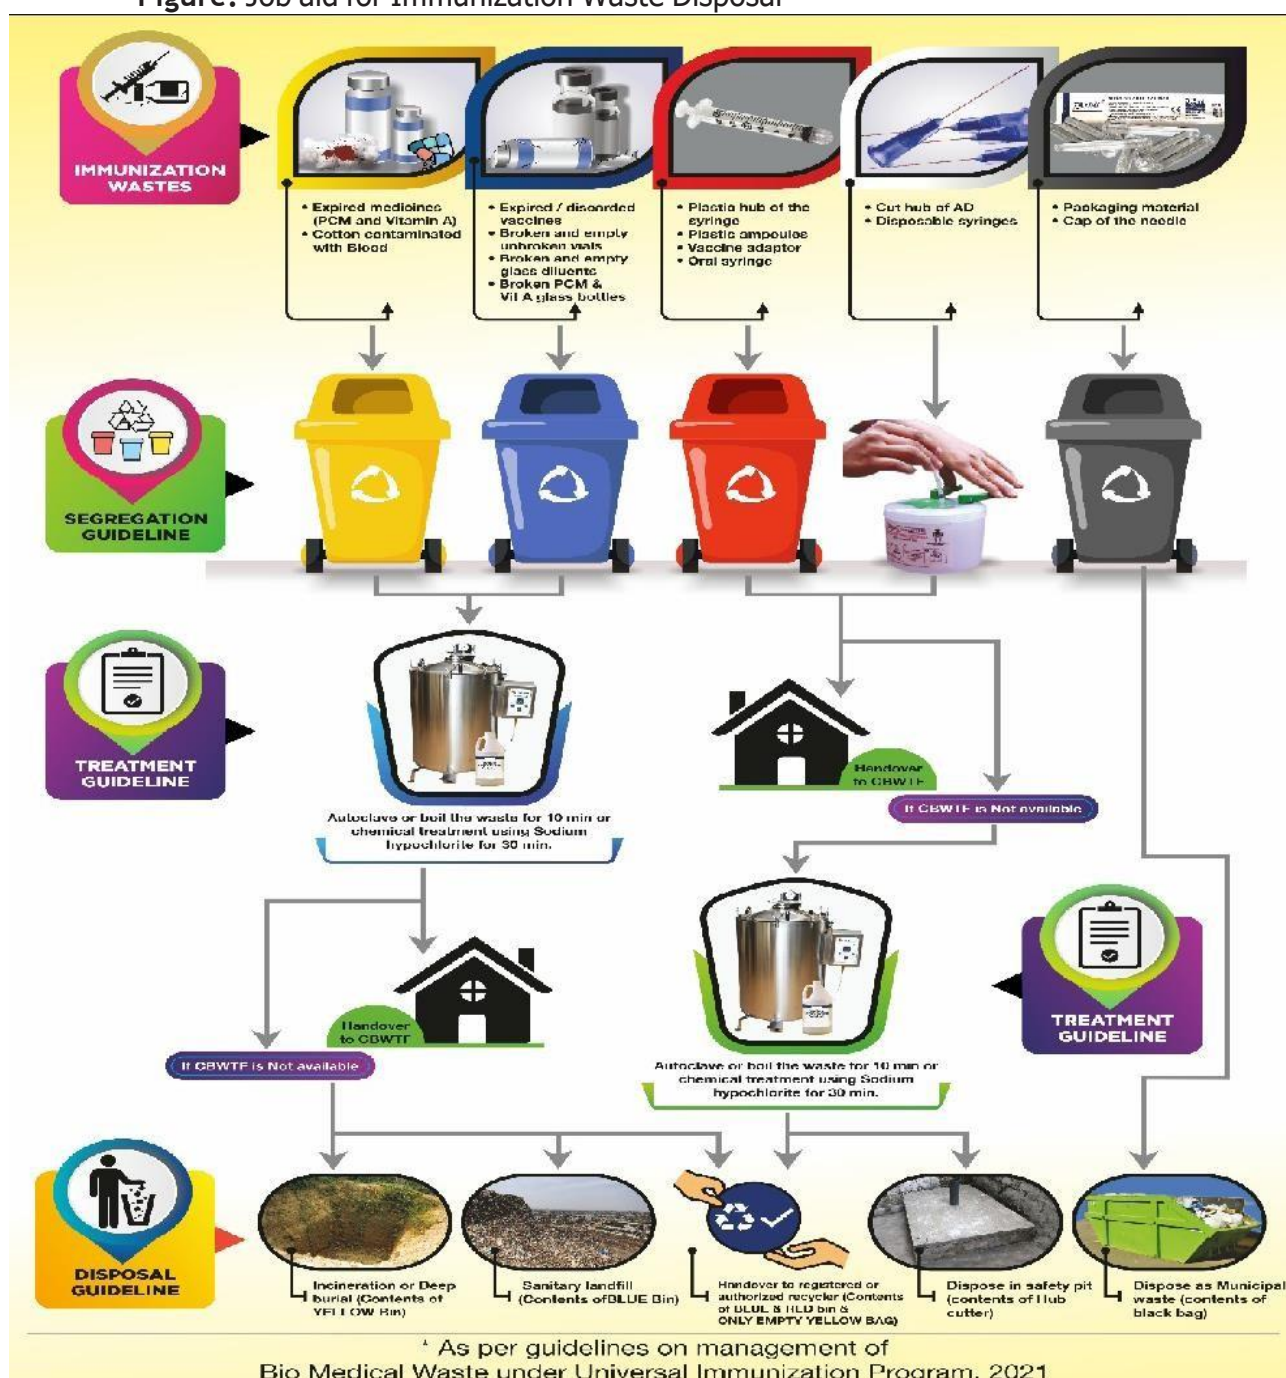 Figure: Job aid for Immunization Waste Disposal
IMMUNIZATION
WASTES
• Expired medicines
(PCM and Vitamin A)
• Cotton contaminated
with Blood
• Expired / discorded
vaccines
• Broken and empty
unbroken vials
• Broken and empty
glass diluents
• Broken PCM &
Vit A glass bottles
• Plastic hub of the
syringe
• Plastic ampoules
• Vaccine adaptor
• Oral syringe
• Cut hub of AD
• Disposable syringes
• Packaging material
• Cap of the needle
SEGREGATION
GUIDELINE
TREATMENT
GUIDELINE
Autoclave or boil the waste for 10 min or
chemical treatment using Sodium
hypochlorite for 30 min.
Handover
to CBWTF
If CBWTF is Not available
Handover
to CBWTF
If CBWTF is Not available
Autoclave or boil the waste for 10 min or
chemical treatment using Sodium
hypochlorite for 30 min.
TREATMENT
GUIDELINE
DISPOSAL
GUIDELINE
Incineration or Deep
burial (Contents of
YELLOW Bin)
Sanitary landfill
(Contents of BLUE Bin)
Handover to registered or
authorized recycler (Contents
of BLUE & RED bin &
ONLY EMPTY YELLOW BAG)
Dispose in safety pit
(contents of Hub
cutter)
Dispose as Municipal
waste (contents of
black bag)
* As per guidelines on management of
Bio Medical Waste under Universal Immunization Program, 2021